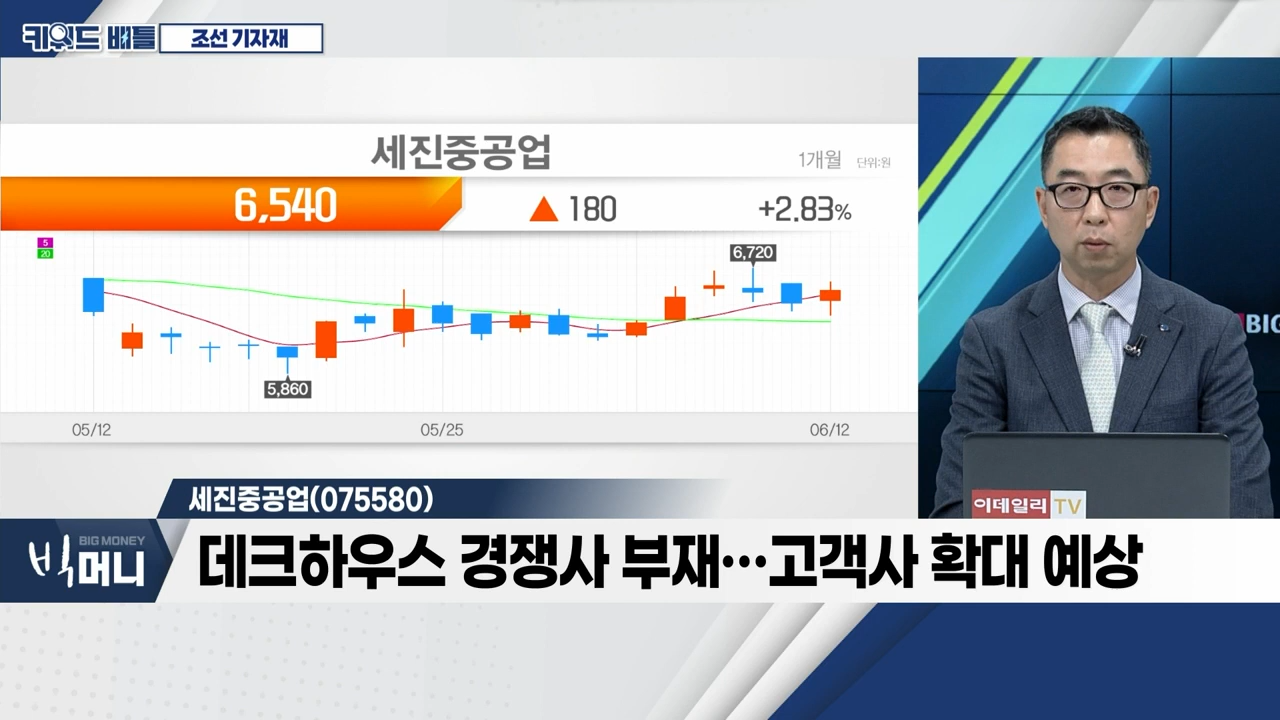 키워드 배틀 조선 기자재
세진중공업
1개월 단위:원
6,540 ▲ 180 +2.83%
5
20
6,720
5,860
05/12 05/25 06/12
BIG
이데일리 TV
세진중공업(075580)
BIG MONEY
빅머니
데크하우스 경쟁사 부재…고객사 확대 예상